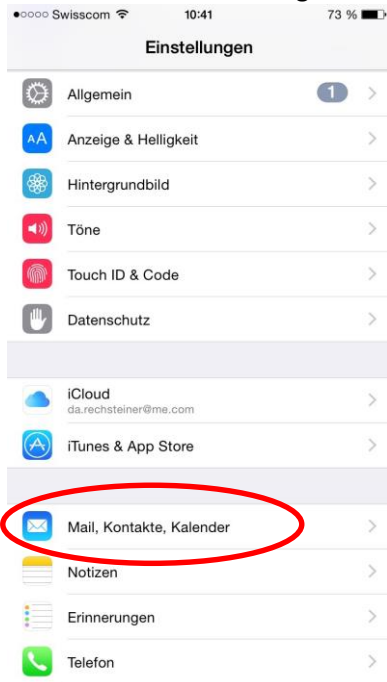 Swisscom 10:41 73 %
Einstellungen
Allgemein 1
AA Anzeige & Helligkeit
Hintergrundbild
Töne
Touch ID & Code
Datenschutz
iCloud
da.rechsteiner@me.com
iTunes & App Store
Mail, Kontakte, Kalender
Notizen
Erinnerungen
Telefon